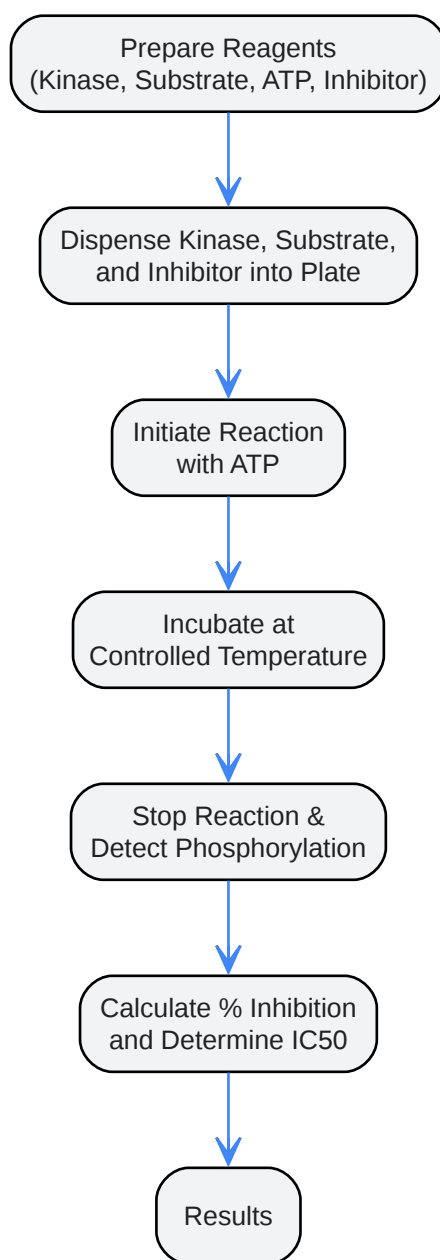 Prepare Reagents
(Kinase, Substrate, ATP, Inhibitor)
Dispense Kinase, Substrate,
and Inhibitor into Plate
Initiate Reaction
with ATP
Incubate at
Controlled Temperature
Stop Reaction &
Detect Phosphorylation
Calculate % Inhibition
and Determine IC50
Results